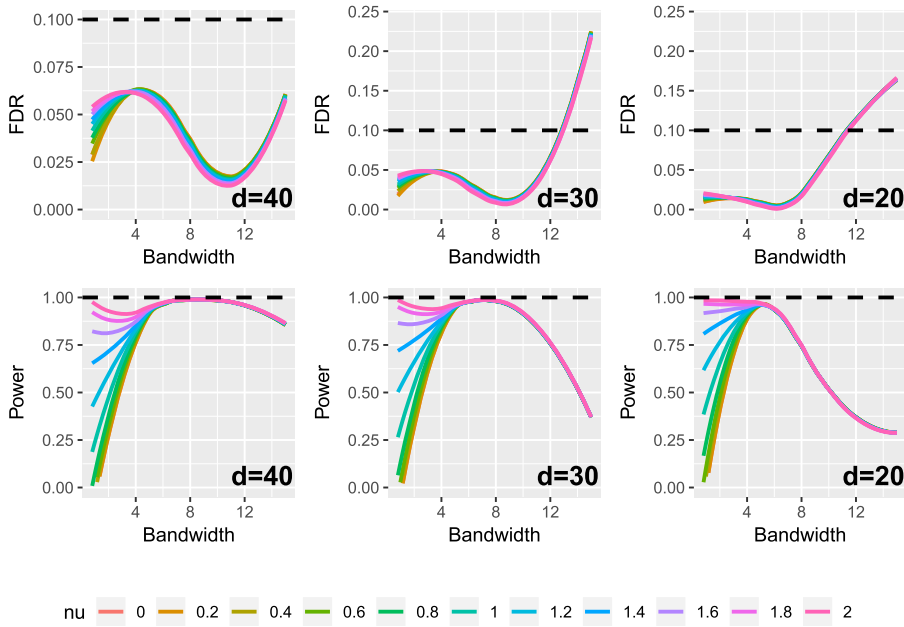 0.100
0.075
0.050
0.025
0.000
FDR
d=40
4 8 12
Bandwidth
0.25
0.20
0.15
0.10
0.05
0.00
FDR
d=30
4 8 12
Bandwidth
0.25
0.20
0.15
0.10
0.05
0.00
FDR
d=20
4 8 12
Bandwidth
1.00
0.75
0.50
0.25
0.00
Power
d=40
4 8 12
Bandwidth
1.00
0.75
0.50
0.25
0.00
Power
d=30
4 8 12
Bandwidth
1.00
0.75
0.50
0.25
0.00
Power
d=20
4 8 12
Bandwidth
nu 0 0.2 0.4 0.6 0.8 1 1.2 1.4 1.6 1.8 2